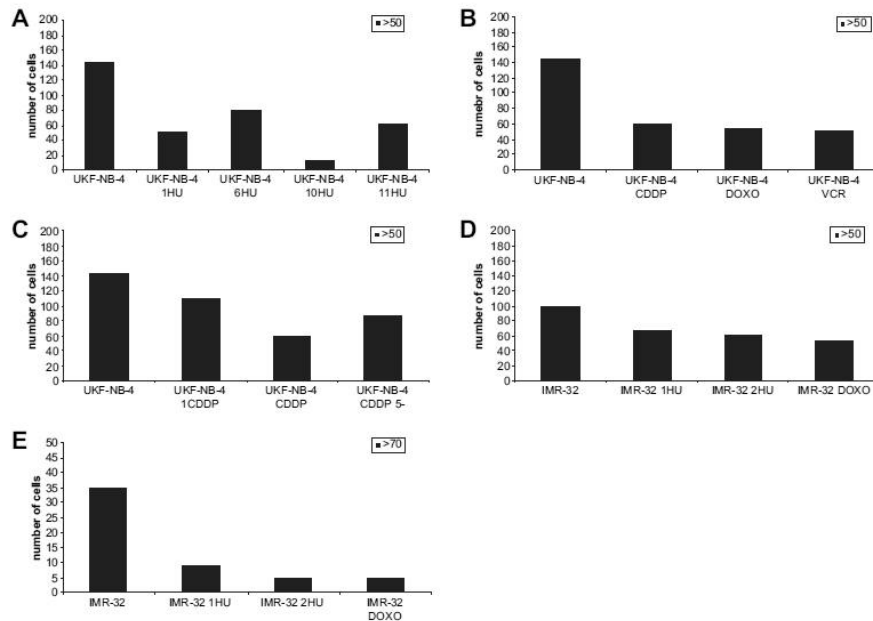 A
number of cells
200
180
160
140
120
100
80
60
40
20
0
>50
UKF-NB-4
UKF-NB-4 1HU
UKF-NB-4 6HU
UKF-NB-4 10HU
UKF-NB-4 11HU
B
numebr of cells
200
180
160
140
120
100
80
60
40
20
0
>50
UKF-NB-4
UKF-NB-4 CDDP
UKF-NB-4 DOXO
UKF-NB-4 VCR
C
number of cells
200
180
160
140
120
100
80
60
40
20
0
>50
UKF-NB-4
UKF-NB-4 1CDDP
UKF-NB-4 CDDP
UKF-NB-4 CDDP 5-
D
number of cells
200
180
160
140
120
100
80
60
40
20
0
>50
IMR-32
IMR-32 1HU
IMR-32 2HU
IMR-32 DOXO
E
number of cells
50
45
40
35
30
25
20
15
10
5
0
>70
IMR-32
IMR-32 1HU
IMR-32 2HU
IMR-32 DOXO